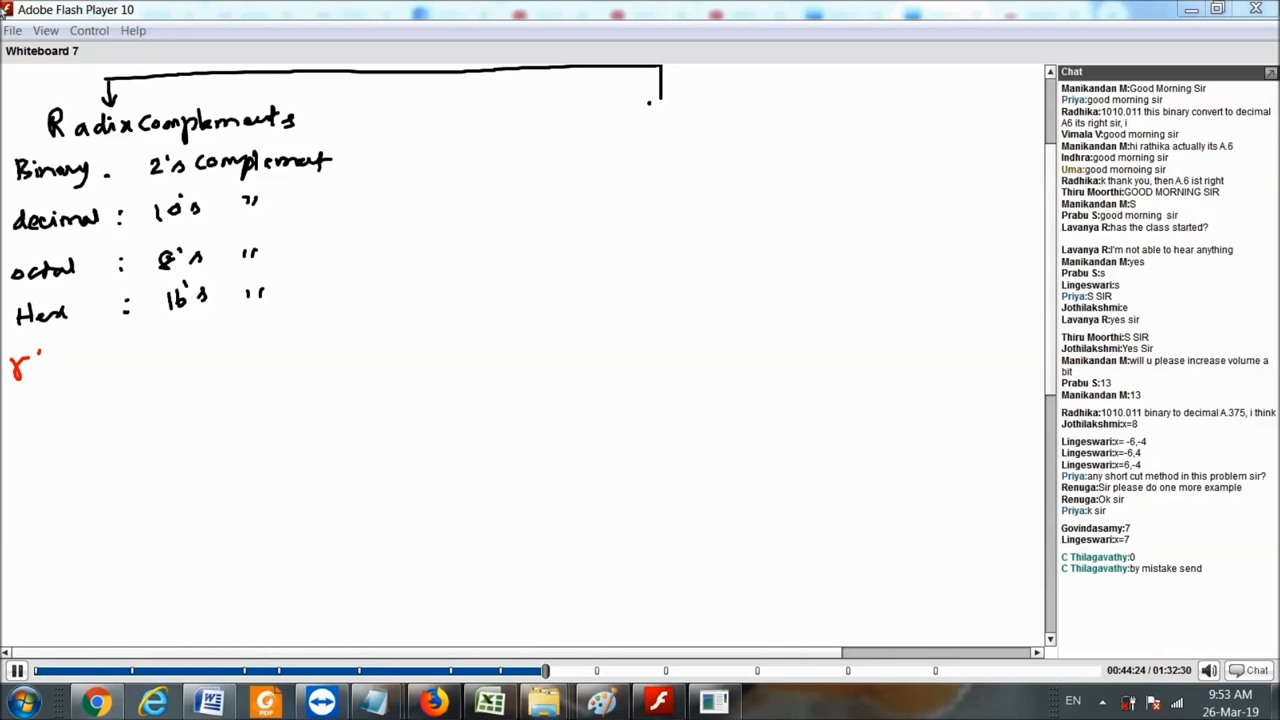 Adobe Flash Player 10
File View Control Help
Whiteboard 7
Radix complements
Binary . 2's complement
decimal : 10's "
octal : 8's "
Hex : 16's "
r'
Chat
Manikandan M:Good Morning Sir
Priya:good morning sir
Radhika:1010.011 this binary convert to decimal
A6 its right sir, i
Vimala V:good morning sir
Manikandan M:hi rathika actually its A.6
Indhra:good morning sir
Uma:good mornoing sir
Radhika:k thank you, then A.6 ist right
Thiru Moorthi:GOOD MORNING SIR
Manikandan M:S
Prabu S:good morning sir
Lavanya R:has the class started?
Lavanya R:I'm not able to hear anything
Manikandan M:yes
Prabu S:s
Lingeswari:s
Priya:S SIR
Jothilakshmi:e
Lavanya R:yes sir
Thiru Moorthi:S SIR
Jothilakshmi:Yes Sir
Manikandan M:will u please increase volume a
bit
Prabu S:13
Manikandan M:13
Radhika:1010.011 binary to decimal A.375, i think
Jothilakshmi:x=8
Lingeswari:x= -6,-4
Lingeswari:x=-6,4
Lingeswari:x=6,-4
Priya:any short cut method in this problem sir?
Renuga:Sir please do one more example
Renuga:Ok sir
Priya:k sir
Govindasamy:7
Lingeswari:x=7
C Thilagavathy:0
C Thilagavathy:by mistake send
00:44:24 / 01:32:30 Chat
EN 9:53 AM
26-Mar-19